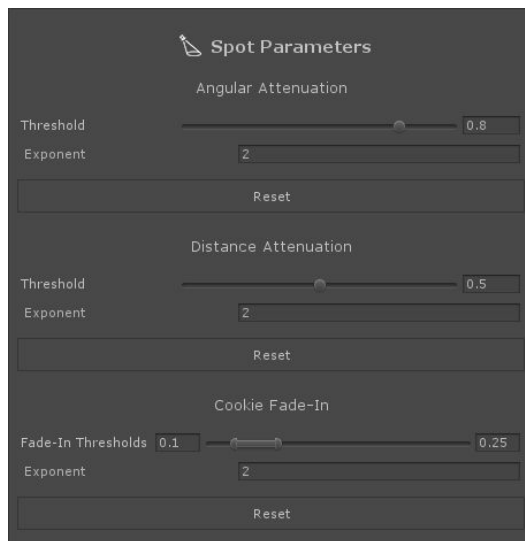 Spot Parameters
Angular Attenuation
Threshold 0.8
Exponent 2
Reset
Distance Attenuation
Threshold 0.5
Exponent 2
Reset
Cookie Fade-In
Fade-In Thresholds 0.1 0.25
Exponent 2
Reset